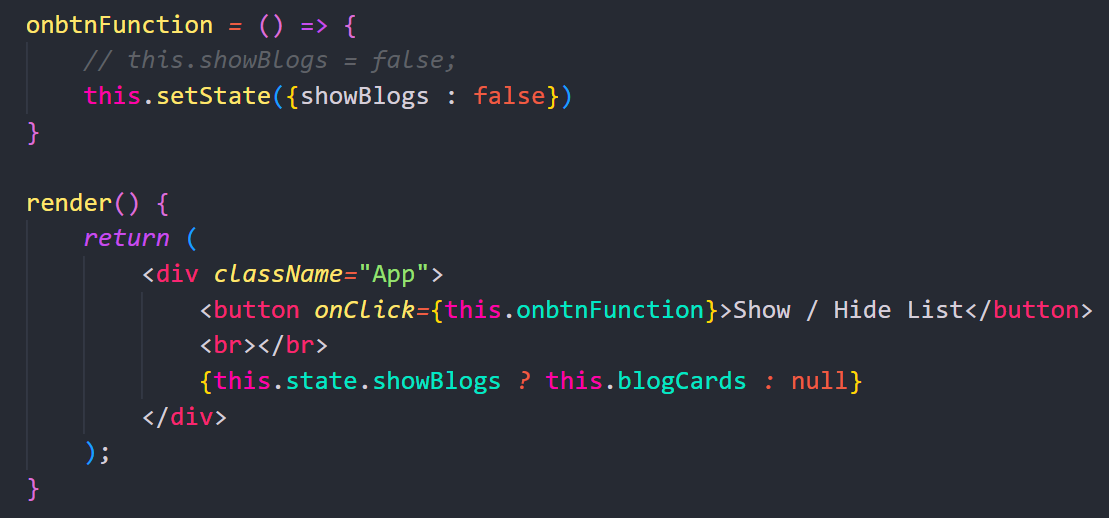 onbtnFunction = () => {
    // this.showBlogs = false;
    this.setState({showBlogs : false})
}

render() {
    return (
        <div className="App">
            <button onClick={this.onbtnFunction}>Show / Hide List</button>
            <br></br>
            {this.state.showBlogs ? this.blogCards : null}
        </div>
    );
}